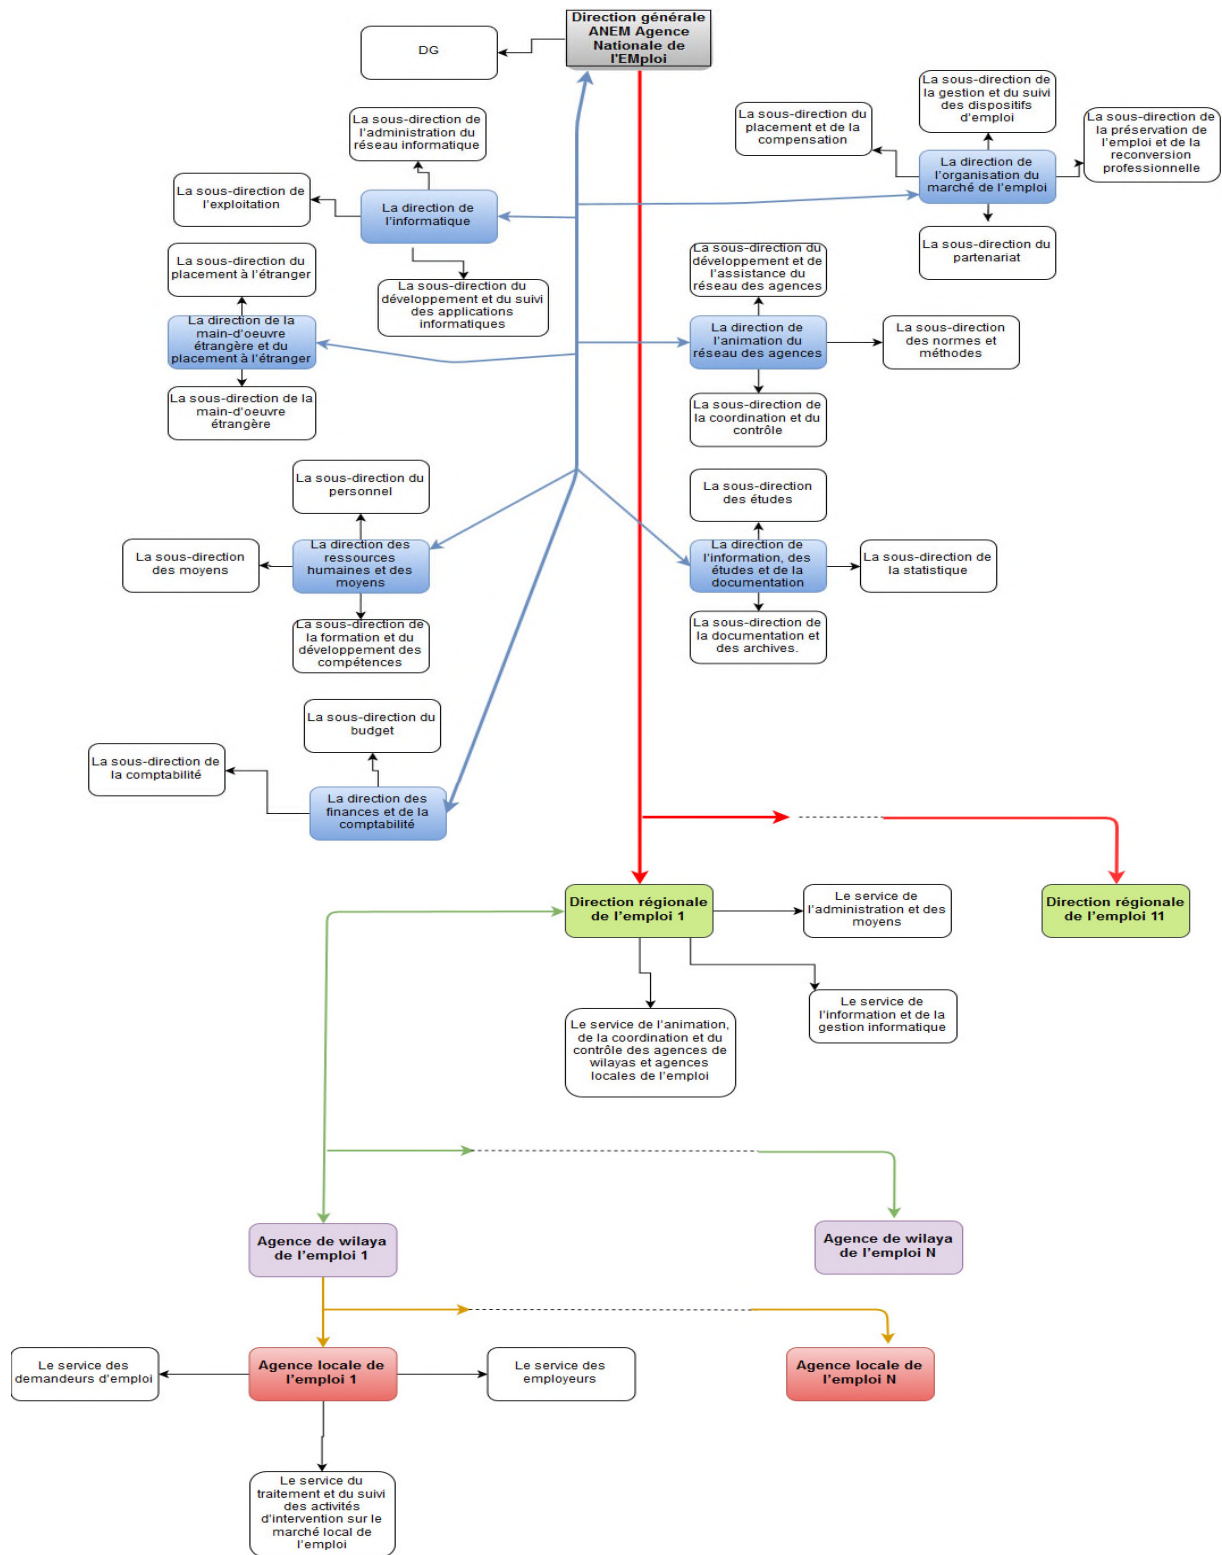 Direction générale
ANEM Agence
Nationale de
l'EMploi
DG
La sous-direction de
l'administration du
réseau informatique
La sous-direction de
l'exploitation
La direction de
l'informatique
La sous-direction du
développement et du suivi
des applications
informatiques
La sous-direction de
la gestion et du suivi
des dispositifs
d'emploi
La sous-direction du
placement et de la
compensation
La sous-direction de
la préservation de
l'emploi et de la
reconversion
professionnelle
La direction de
l'organisation du
marché de l'emploi
La sous-direction du
partenariat
La sous-direction du
placement à l'étranger
La direction de la
main-d'oeuvre
étrangère et du
placement à l'étranger
La sous-direction de la
main-d'oeuvre
étrangère
La sous-direction du
développement et de
l'assistance du
réseau des agences
La direction de
l'animation du
réseau des agences
La sous-direction
des normes et
méthodes
La sous-direction de
la coordination et du
contrôle
La sous-direction du
personnel
La sous-direction
des moyens
La direction des
ressources
humaines et des
moyens
La sous-direction de
la formation et du
développement des
compétences
La sous-direction
des études
La direction de
l'information, des
études et de la
documentation
La sous-direction de
la statistique
La sous-direction de
la documentation et
des archives.
La sous-direction du
budget
La sous-direction de
la comptabilité
La direction des
finances et de la
comptabilité
Direction régionale
de l'emploi 1
Le service de
l'administration et des
moyens
Direction régionale
de l'emploi 11
Le service de l'animation,
de la coordination et du
contrôle des agences de
wilayas et agences
locales de l'emploi
Le service de
l'information et de la
gestion informatique
Agence de wilaya
de l'emploi 1
Agence de wilaya
de l'emploi N
Le service des
demandeurs d'emploi
Agence locale de
l'emploi 1
Le service des
employeurs
Agence locale de
l'emploi N
Le service du
traitement et du suivi
des activités
d'intervention sur le
marché local de
l'emploi